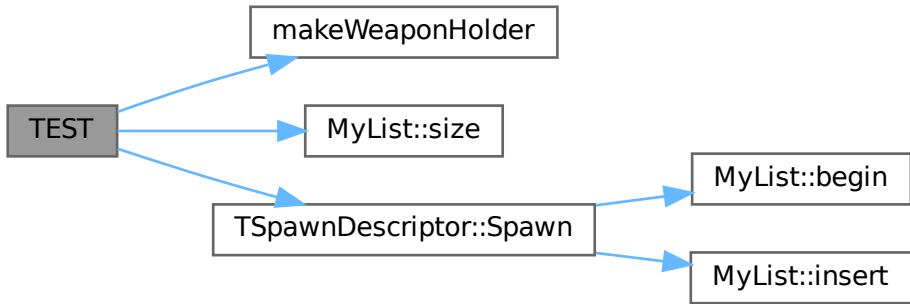 makeWeaponHolder
TEST
MyList::size
MyList::begin
TSpawnDescriptor::Spawn
MyList::insert